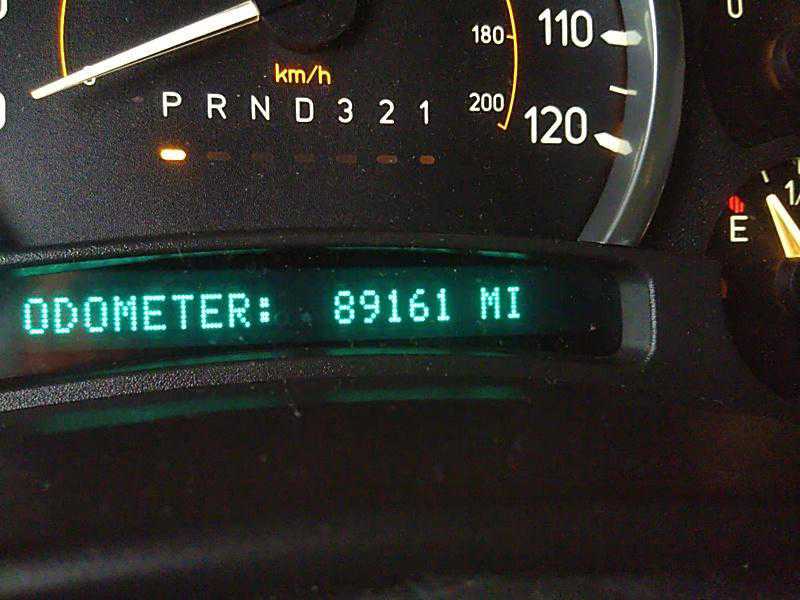 180 110
km/h
P R N D 3 2 1
200 120
E
ODOMETER: 89161 MI